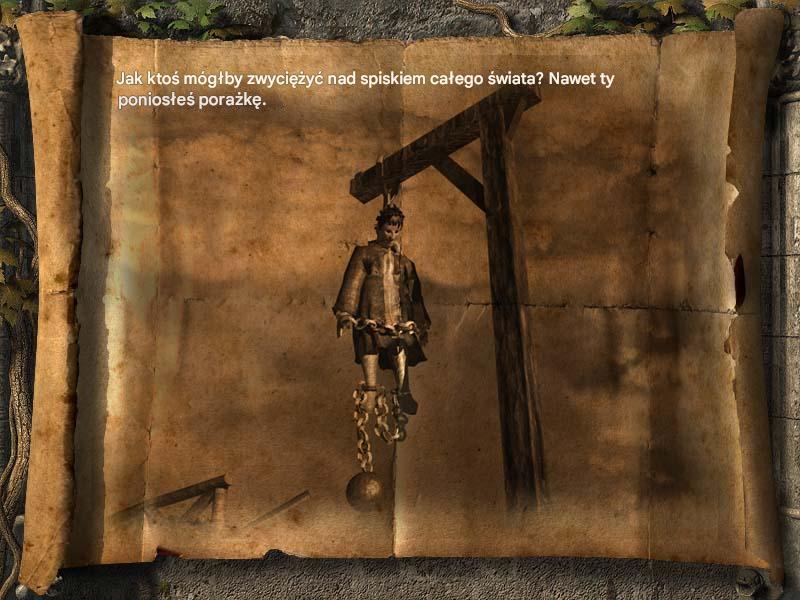 Jak ktoś mógłby zwyciężyć nad spiskiem całego świata? Nawet ty
poniosłeś porażkę.